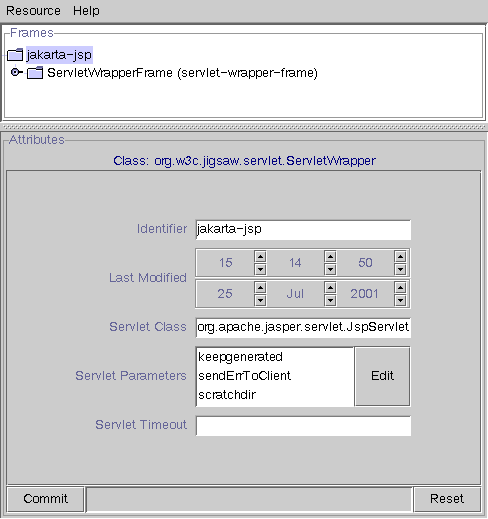 Resource Help
Frames
jakarta-jsp
ServletWrapperFrame (servlet-wrapper-frame)
Attributes
Class: org.w3c.jigsaw.servlet.ServletWrapper
Identifier jakarta-jsp
15 14 50
Last Modified
25 Jul 2001
Servlet Class org.apache.jasper.servlet.JspServlet
keepgenerated
Servlet Parameters sendErrToClient Edit
scratchdir
Servlet Timeout
Commit Reset